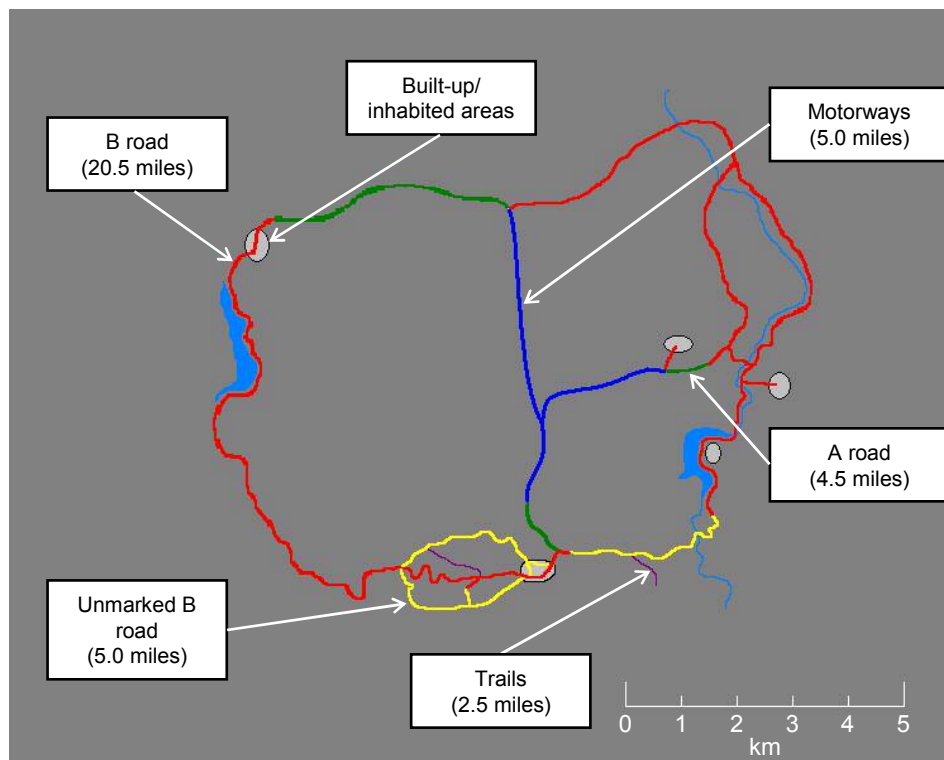 Built-up/
inhabited areas
Motorways
(5.0 miles)
B road
(20.5 miles)
A road
(4.5 miles)
Unmarked B
road
(5.0 miles)
Trails
(2.5 miles)
0 1 2 3 4 5
km